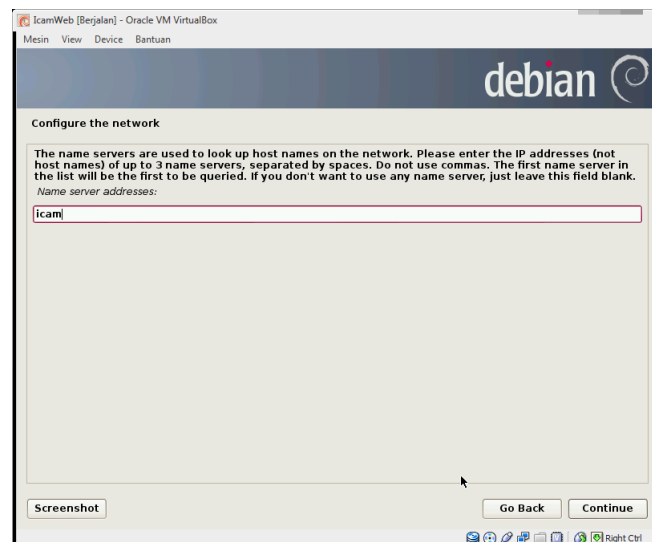 IcamWeb [Berjalan] - Oracle VM VirtualBox
Mesin View Device Bantuan
debian
Configure the network
The name servers are used to look up host names on the network. Please enter the IP addresses (not
host names) of up to 3 name servers, separated by spaces. Do not use commas. The first name server in
the list will be the first to be queried. If you don't want to use any name server, just leave this field blank.
Name server addresses:
icam
Screenshot Go Back Continue
Right Ctrl